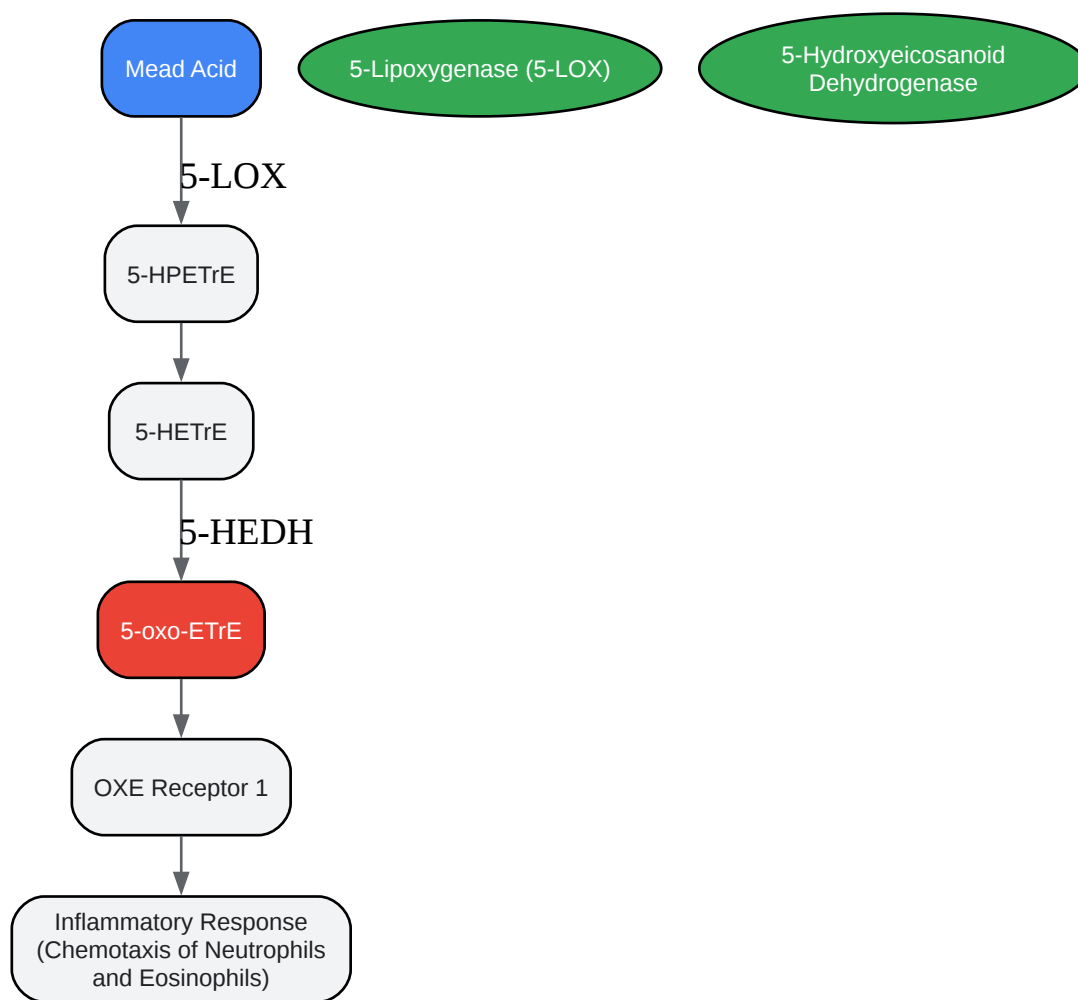 Mead Acid
5-Lipoxygenase (5-LOX)
5-Hydroxyeicosanoid
Dehydrogenase
5-LOX
5-HPETrE
5-HETrE
5-HEDH
5-oxo-ETrE
OXE Receptor 1
Inflammatory Response
(Chemotaxis of Neutrophils
and Eosinophils)